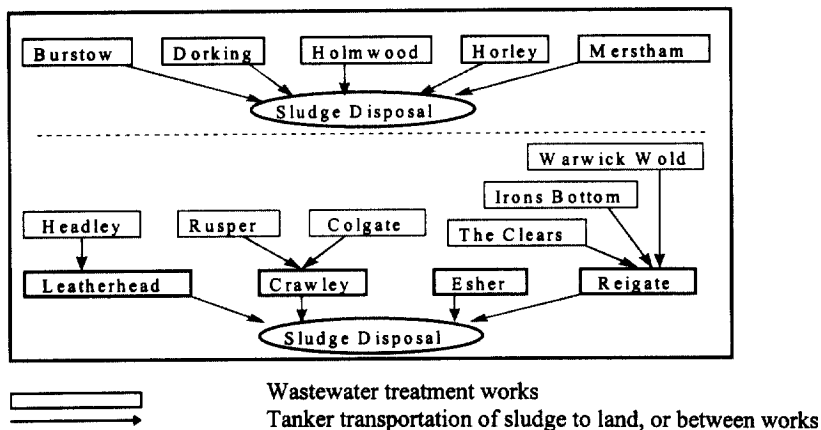 Burstow
Dorking
Holmwood
Horley
Merstham
Sludge Disposal
Warwick Wold
Irons Bottom
Headley
Rusper
Colgate
The Clears
Leatherhead
Crawley
Esher
Reigate
Sludge Disposal
Wastewater treatment works
Tanker transportation of sludge to land, or between works